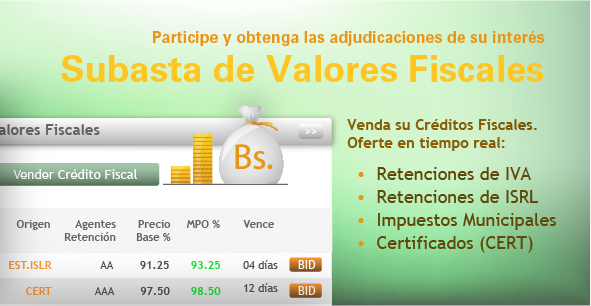 Participe y obtenga las adjudicaciones de su interés
Subasta de Valores Fiscales
alores Fiscales
>>
Vender Crédito Fiscal
Bs.
Origen Agentes Retención Precio Base % MPO % Vence
EST.ISLR AA 91.25 93.25 04 días BID
CERT AAA 97.50 98.50 12 días BID
Venda su Créditos Fiscales.
Oferte en tiempo real:
• Retenciones de IVA
• Retenciones de ISRL
• Impuestos Municipales
• Certificados (CERT)